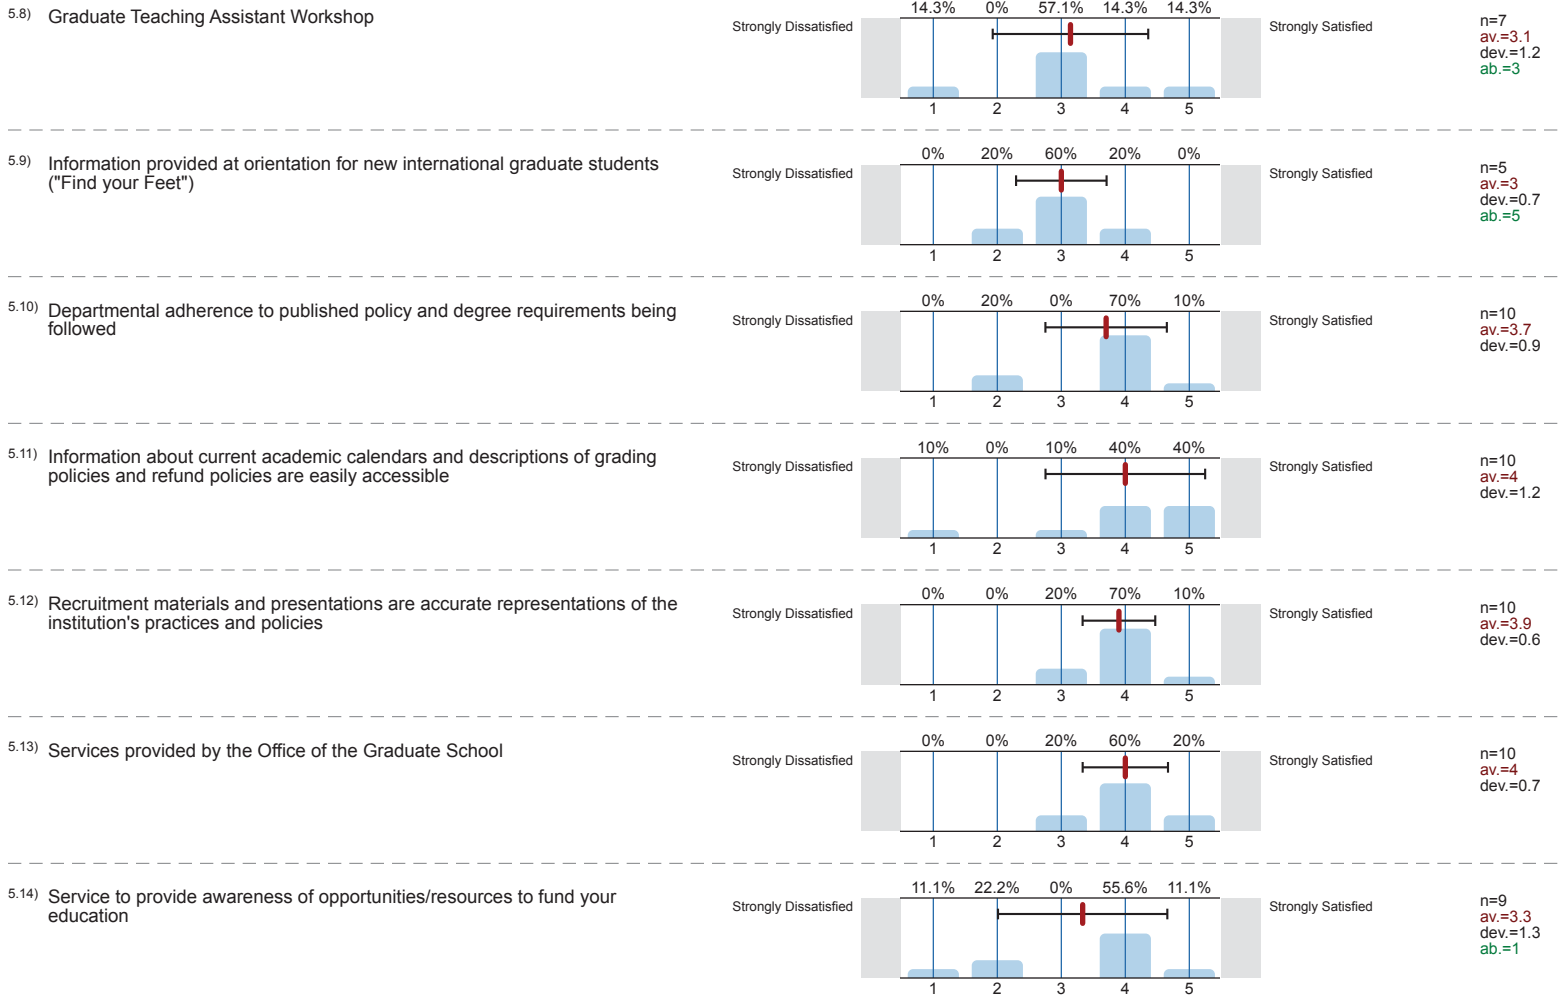 5.8) Graduate Teaching Assistant Workshop
14.3% 0% 57.1% 14.3% 14.3%
Strongly Dissatisfied
Strongly Satisfied
n=7
av.=3.1
dev.=1.2
ab.=3
1 2 3 4 5
5.9) Information provided at orientation for new international graduate students
("Find your Feet")
0% 20% 60% 20% 0%
Strongly Dissatisfied
Strongly Satisfied
n=5
av.=3
dev.=0.7
ab.=5
1 2 3 4 5
5.10) Departmental adherence to published policy and degree requirements being
followed
0% 20% 0% 70% 10%
Strongly Dissatisfied
Strongly Satisfied
n=10
av.=3.7
dev.=0.9
1 2 3 4 5
5.11) Information about current academic calendars and descriptions of grading
policies and refund policies are easily accessible
10% 0% 10% 40% 40%
Strongly Dissatisfied
Strongly Satisfied
n=10
av.=4
dev.=1.2
1 2 3 4 5
5.12) Recruitment materials and presentations are accurate representations of the
institution's practices and policies
0% 0% 20% 70% 10%
Strongly Dissatisfied
Strongly Satisfied
n=10
av.=3.9
dev.=0.6
1 2 3 4 5
5.13) Services provided by the Office of the Graduate School
0% 0% 20% 60% 20%
Strongly Dissatisfied
Strongly Satisfied
n=10
av.=4
dev.=0.7
1 2 3 4 5
5.14) Service to provide awareness of opportunities/resources to fund your
education
11.1% 22.2% 0% 55.6% 11.1%
Strongly Dissatisfied
Strongly Satisfied
n=9
av.=3.3
dev.=1.3
ab.=1
1 2 3 4 5